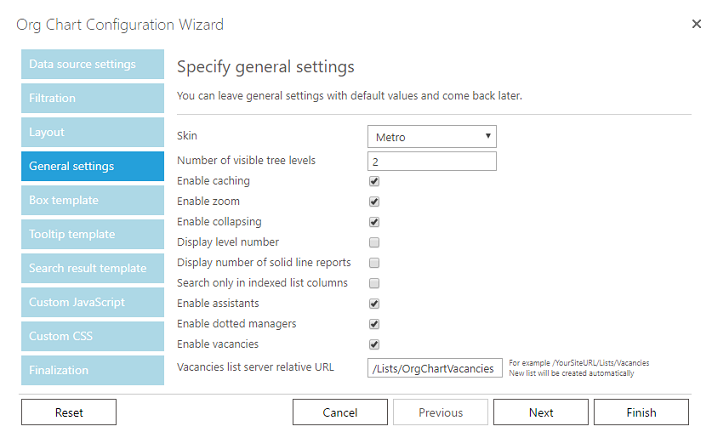 Org Chart Configuration Wizard
Data source settings
Filtration
Layout
General settings
Box template
Tooltip template
Search result template
Custom JavaScript
Custom CSS
Finalization
Specify general settings
You can leave general settings with default values and come back later.
Skin
Metro
Number of visible tree levels
2
Enable caching
Enable zoom
Enable collapsing
Display level number
Display number of solid line reports
Search only in indexed list columns
Enable assistants
Enable dotted managers
Enable vacancies
Vacancies list server relative URL
/Lists/OrgChartVacancies
For example /YourSiteURL/Lists/Vacancies
New list will be created automatically
Reset
Cancel
Previous
Next
Finish